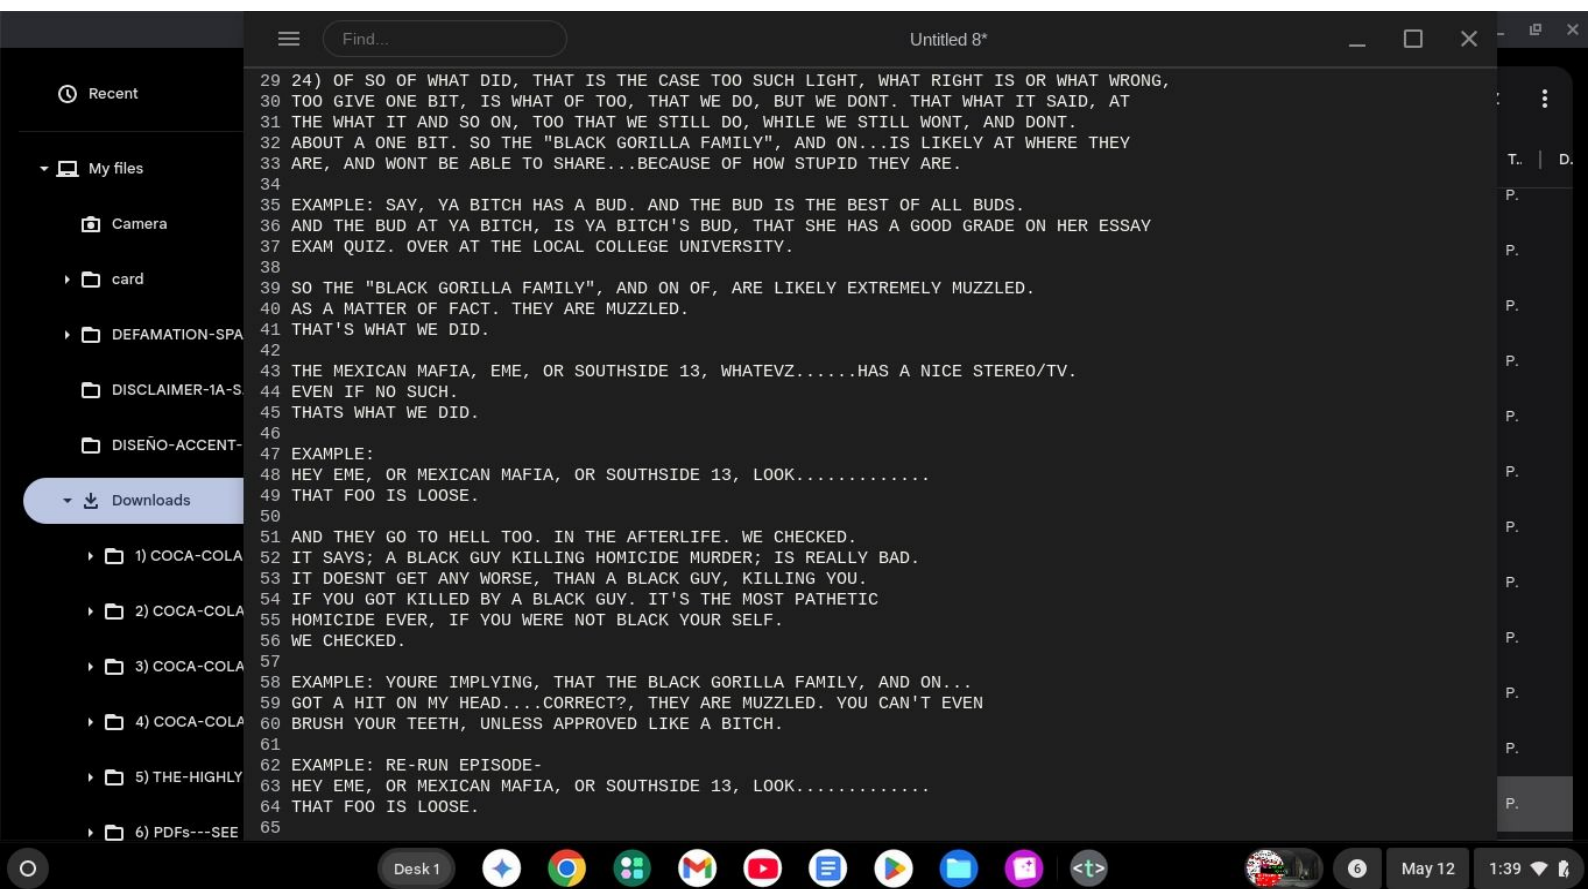 Find...
Untitled 8*
Recent
My files
Camera
card
DEFAMATION-SPA
DISCLAIMER-1A-S.
DISEÑO-ACCENT-
Downloads
1) COCA-COLA
2) COCA-COLA
3) COCA-COLA
4) COCA-COLA
5) THE-HIGHLY
6) PDFs---SEE
29 24) OF SO OF WHAT DID, THAT IS THE CASE TOO SUCH LIGHT, WHAT RIGHT IS OR WHAT WRONG,
30 TOO GIVE ONE BIT, IS WHAT OF TOO, THAT WE DO, BUT WE DONT. THAT WHAT IT SAID, AT
31 THE WHAT IT AND SO ON, TOO THAT WE STILL DO, WHILE WE STILL WONT, AND DONT.
32 ABOUT A ONE BIT. SO THE "BLACK GORILLA FAMILY", AND ON...IS LIKELY AT WHERE THEY
33 ARE, AND WONT BE ABLE TO SHARE...BECAUSE OF HOW STUPID THEY ARE.
34
35 EXAMPLE: SAY, YA BITCH HAS A BUD. AND THE BUD IS THE BEST OF ALL BUDS.
36 AND THE BUD AT YA BITCH, IS YA BITCH'S BUD, THAT SHE HAS A GOOD GRADE ON HER ESSAY
37 EXAM QUIZ. OVER AT THE LOCAL COLLEGE UNIVERSITY.
38
39 SO THE "BLACK GORILLA FAMILY", AND ON OF, ARE LIKELY EXTREMELY MUZZLED.
40 AS A MATTER OF FACT. THEY ARE MUZZLED.
41 THAT'S WHAT WE DID.
42
43 THE MEXICAN MAFIA, EME, OR SOUTHSIDE 13, WHATEVZ......HAS A NICE STEREO/TV.
44 EVEN IF NO SUCH.
45 THATS WHAT WE DID.
46
47 EXAMPLE:
48 HEY EME, OR MEXICAN MAFIA, OR SOUTHSIDE 13, LOOK.............
49 THAT FOO IS LOOSE.
50
51 AND THEY GO TO HELL TOO. IN THE AFTERLIFE. WE CHECKED.
52 IT SAYS; A BLACK GUY KILLING HOMICIDE MURDER; IS REALLY BAD.
53 IT DOESNT GET ANY WORSE, THAN A BLACK GUY, KILLING YOU.
54 IF YOU GOT KILLED BY A BLACK GUY. IT'S THE MOST PATHETIC
55 HOMICIDE EVER, IF YOU WERE NOT BLACK YOUR SELF.
56 WE CHECKED.
57
58 EXAMPLE: YOURE IMPLYING, THAT THE BLACK GORILLA FAMILY, AND ON...
59 GOT A HIT ON MY HEAD....CORRECT?, THEY ARE MUZZLED. YOU CAN'T EVEN
60 BRUSH YOUR TEETH, UNLESS APPROVED LIKE A BITCH.
61
62 EXAMPLE: RE-RUN EPISODE-
63 HEY EME, OR MEXICAN MAFIA, OR SOUTHSIDE 13, LOOK.............
64 THAT FOO IS LOOSE.
65
T.. D.
P.
P.
P.
P.
P.
P.
P.
P.
P.
P.
P.
P.
Desk 1
<t>
6
May 12
1:39